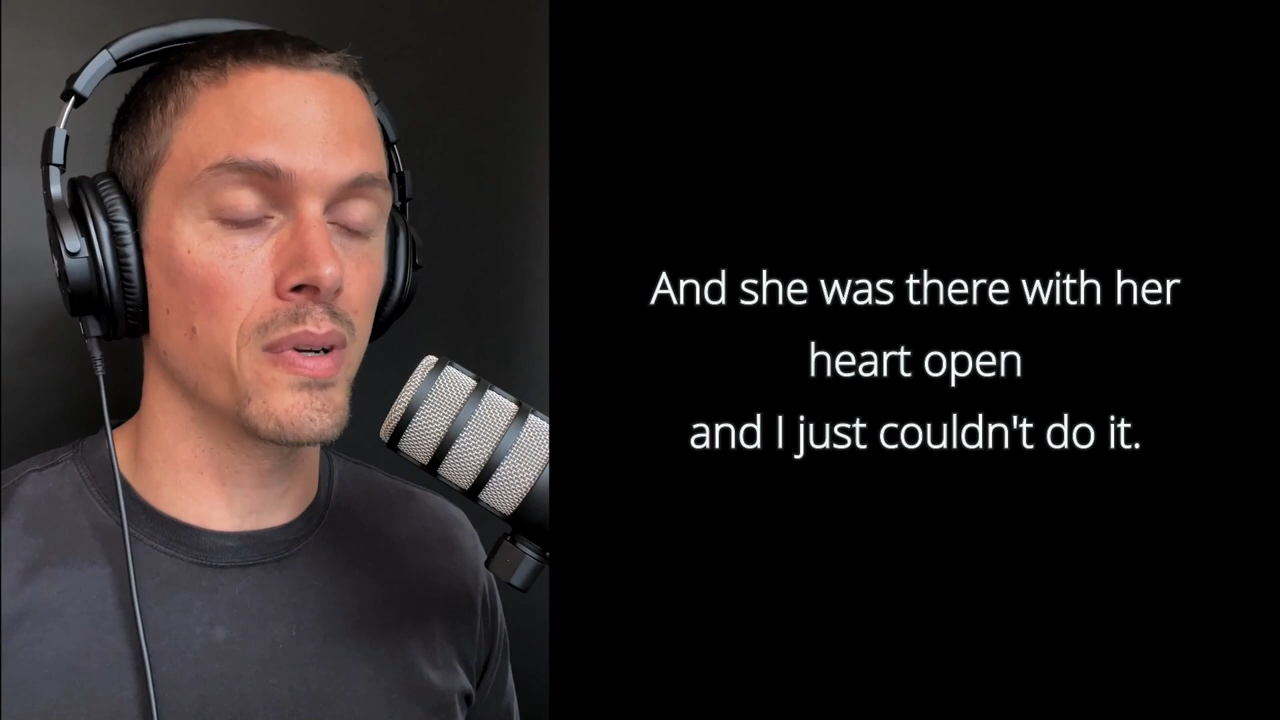 And she was there with her
heart open
and I just couldn't do it.